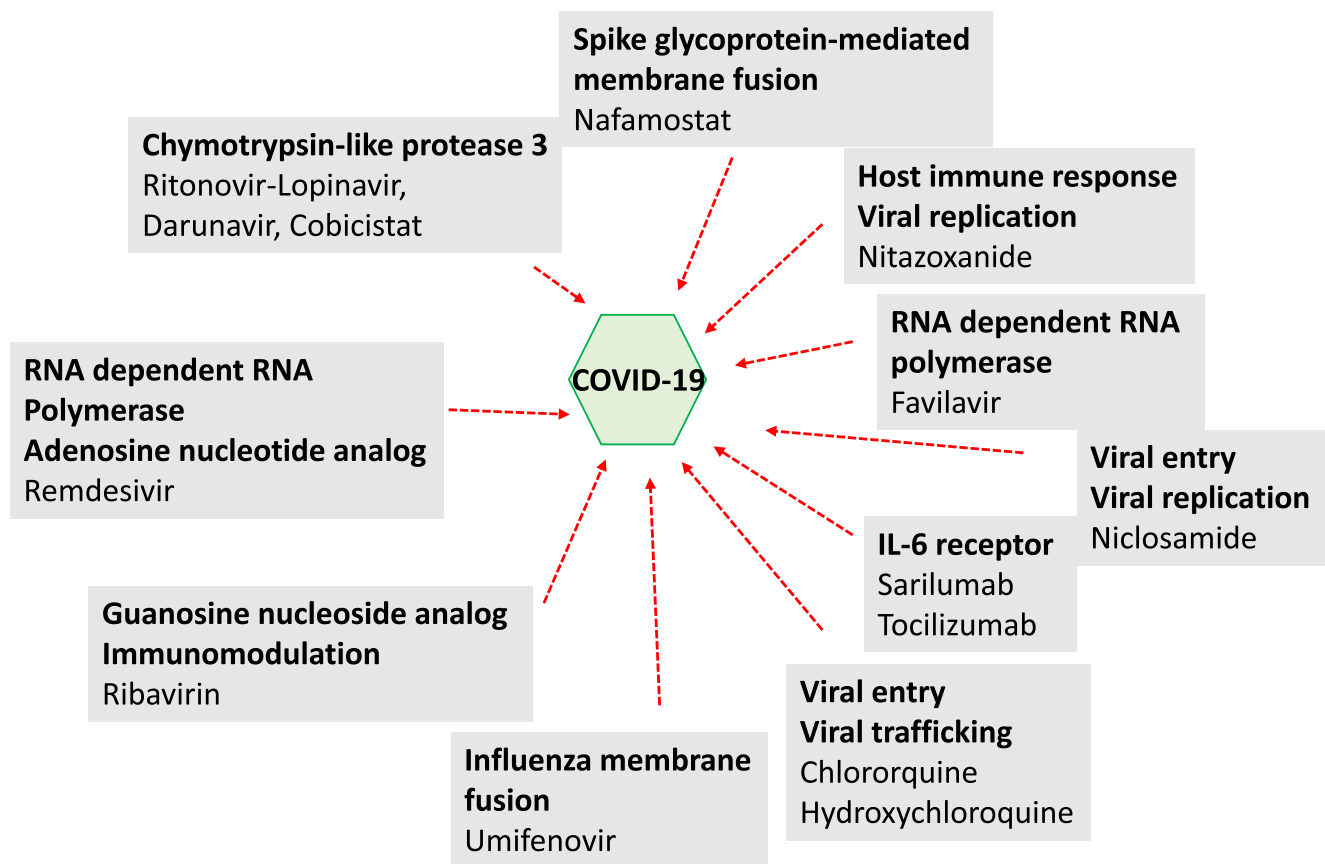 Spike glycoprotein-mediated
membrane fusion
Nafamostat
Chymotrypsin-like protease 3
Ritonovir-Lopinavir,
Darunavir, Cobicistat
Host immune response
Viral replication
Nitazoxanide
RNA dependent RNA
polymerase
Favilavir
COVID-19
RNA dependent RNA
Polymerase
Adenosine nucleotide analog
Remdesivir
Viral entry
Viral replication
Niclosamide
IL-6 receptor
Sarilumab
Tocilizumab
Guanosine nucleoside analog
Immunomodulation
Ribavirin
Viral entry
Viral trafficking
Chlororquine
Hydroxychloroquine
Influenza membrane
fusion
Umifenovir